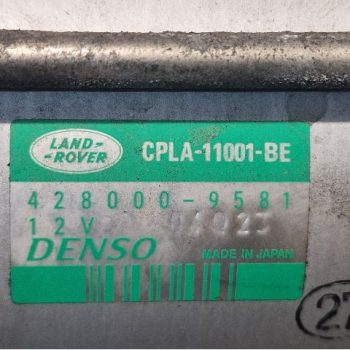 LAND-
-ROVER
CPLA-11001-BE
428000-9581
12V
DENSO
MADE IN JAPAN